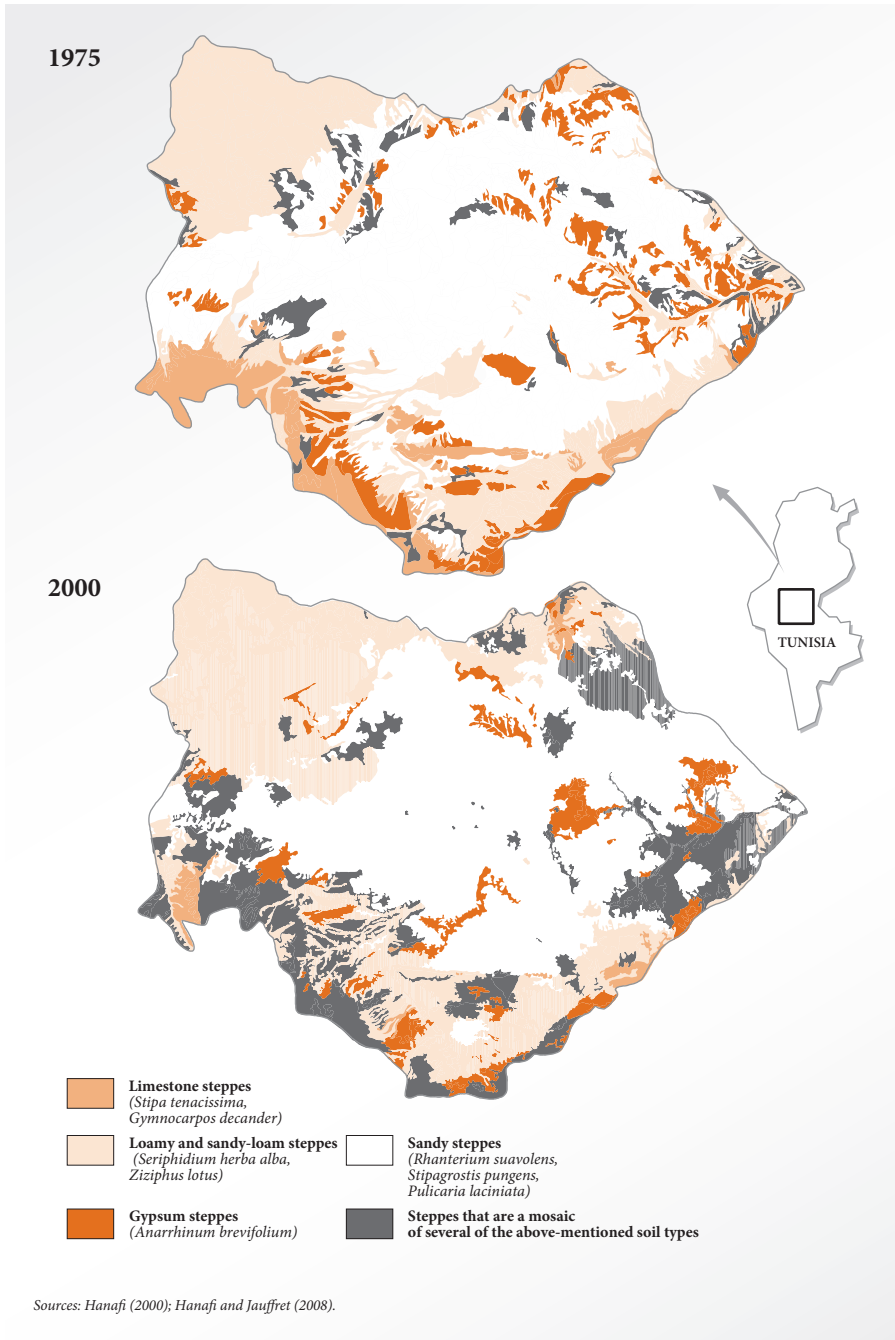 1975
2000
TUNISIA
Limestone steppes
(Stipa tenacissima,
Gymnocarpos decander)
Loamy and sandy-loam steppes
(Seriphidium herba alba,
Ziziphus lotus)
Sandy steppes
(Rhanterium suavolens,
Stipagrostis pungens,
Pulicaria laciniata)
Gypsum steppes
(Anarrhinum brevifolium)
Steppes that are a mosaic
of several of the above-mentioned soil types
Sources: Hanafi (2000); Hanafi and Jauffret (2008).